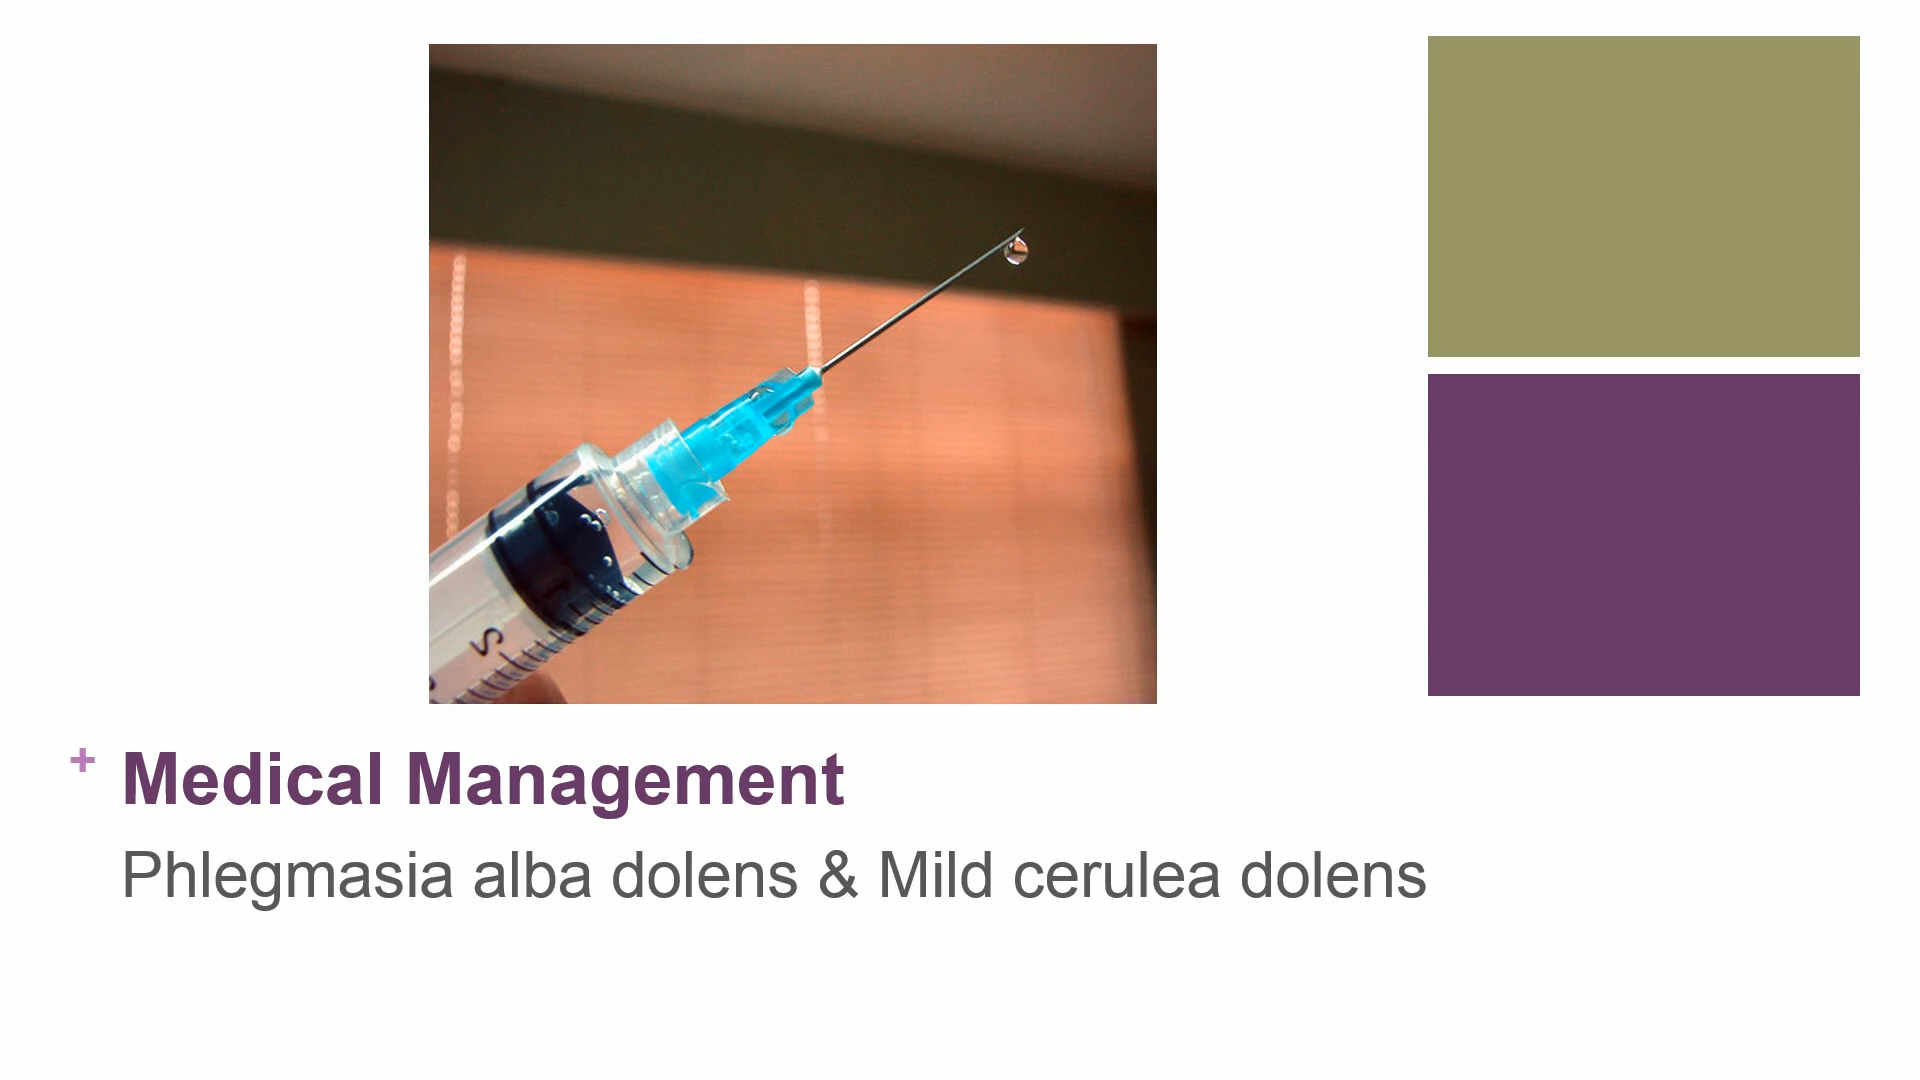 + Medical Management
Phlegmasia alba dolens & Mild cerulea dolens